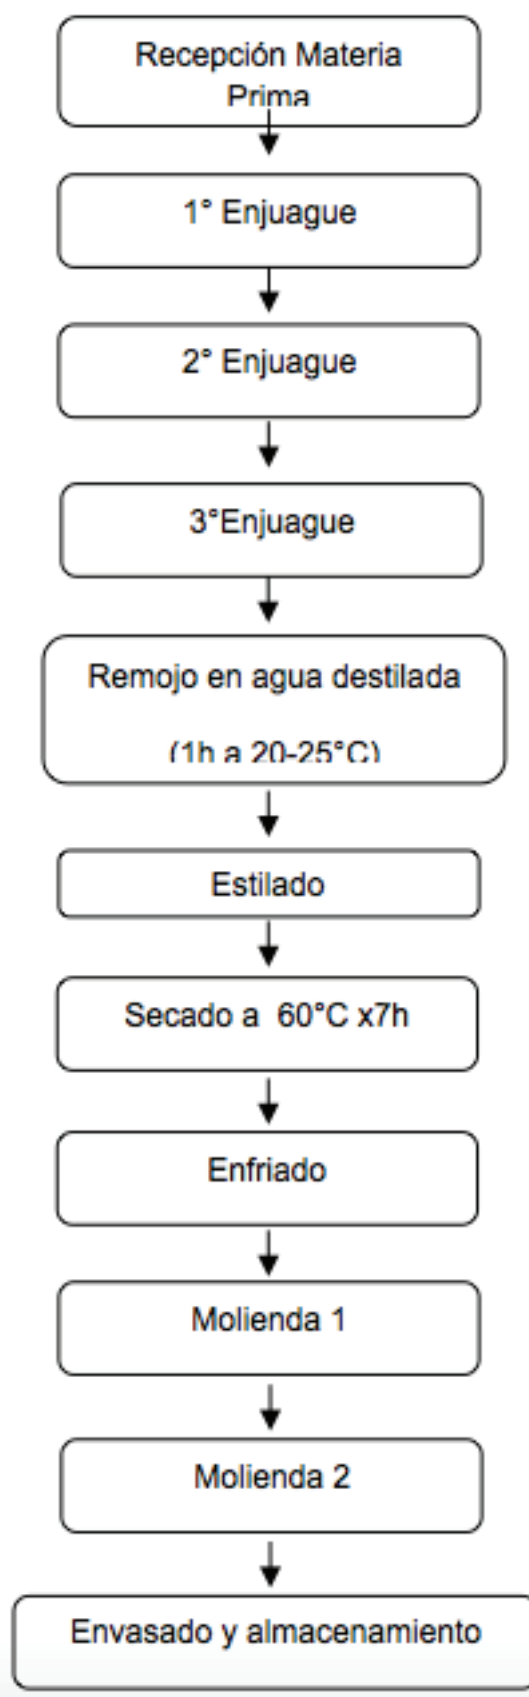 Recepción Materia
Prima
1° Enjuague
2° Enjuague
3°Enjuague
Remojo en agua destilada
(1h a 20-25°C)
Estilado
Secado a  60°C x7h
Enfriado
Molienda 1
Molienda 2
Envasado y almacenamiento